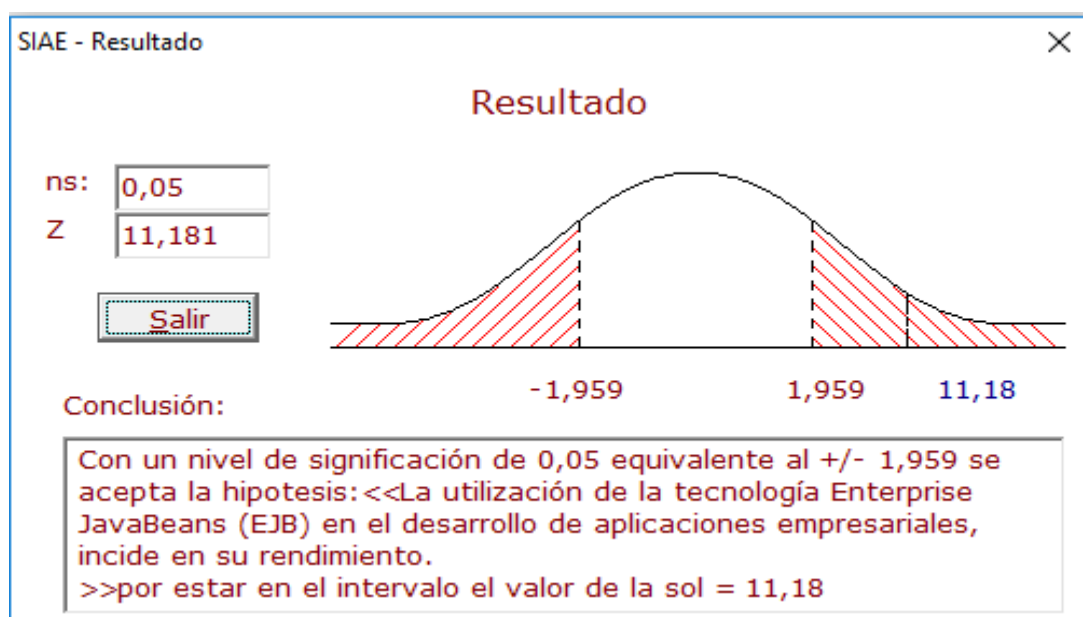 SIAE - Resultado
Resultado
ns: 0,05
Z 11,181
Salir
-1,959 1,959 11,18
Conclusión:
Con un nivel de significación de 0,05 equivalente al +/- 1,959 se
acepta la hipotesis:<<La utilización de la tecnología Enterprise
JavaBeans (EJB) en el desarrollo de aplicaciones empresariales,
incide en su rendimiento.
>>por estar en el intervalo el valor de la sol = 11,18